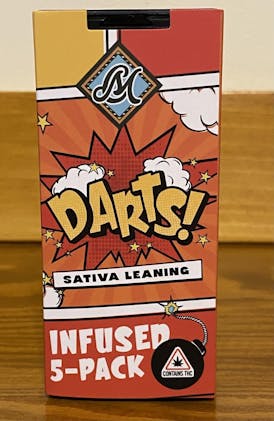 M
DARTS!
SATIVA LEANING
INFUSED
5-PACK
CONTAINS THC